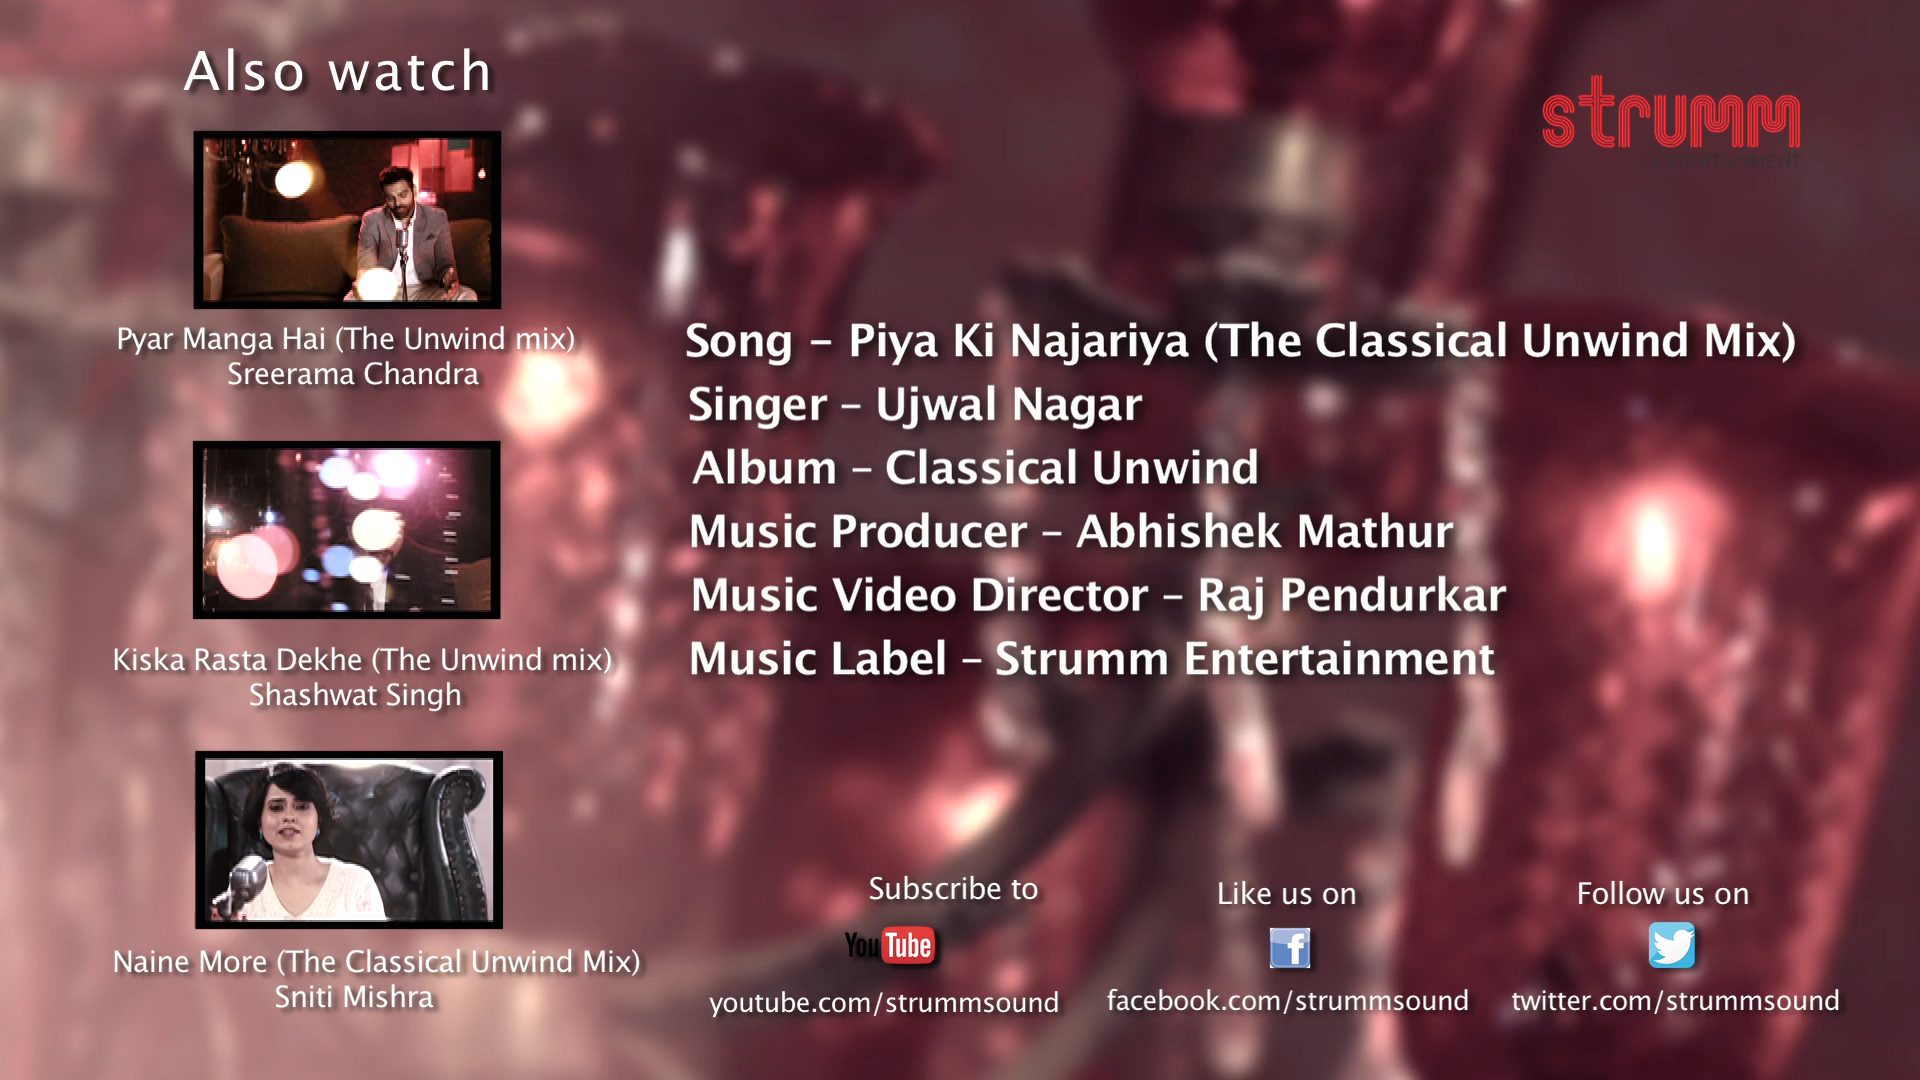 Also watch
strumm
ENTERTAINMENT
Pyar Manga Hai (The Unwind mix)
Sreerama Chandra
Kiska Rasta Dekhe (The Unwind mix)
Shashwat Singh
Naine More (The Classical Unwind Mix)
Sniti Mishra
Song – Piya Ki Najariya (The Classical Unwind Mix)
Singer – Ujwal Nagar
Album – Classical Unwind
Music Producer – Abhishek Mathur
Music Video Director – Raj Pendurkar
Music Label – Strumm Entertainment
Subscribe to
YouTube
youtube.com/strummsound
Like us on
f
facebook.com/strummsound
Follow us on
twitter.com/strummsound